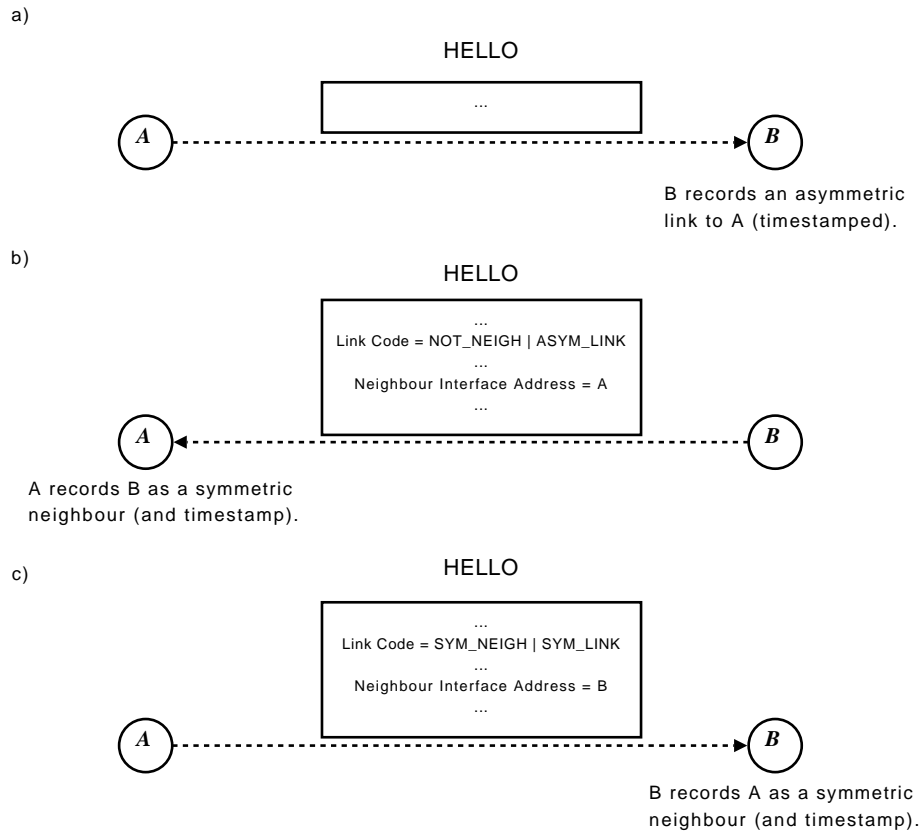 a)
HELLO
...
A
B
B records an asymmetric
link to A (timestamped).
b)
HELLO
...
Link Code = NOT_NEIGH | ASYM_LINK
...
Neighbour Interface Address = A
...
A
B
A records B as a symmetric
neighbour (and timestamp).
c)
HELLO
...
Link Code = SYM_NEIGH | SYM_LINK
...
Neighbour Interface Address = B
...
A
B
B records A as a symmetric
neighbour (and timestamp).